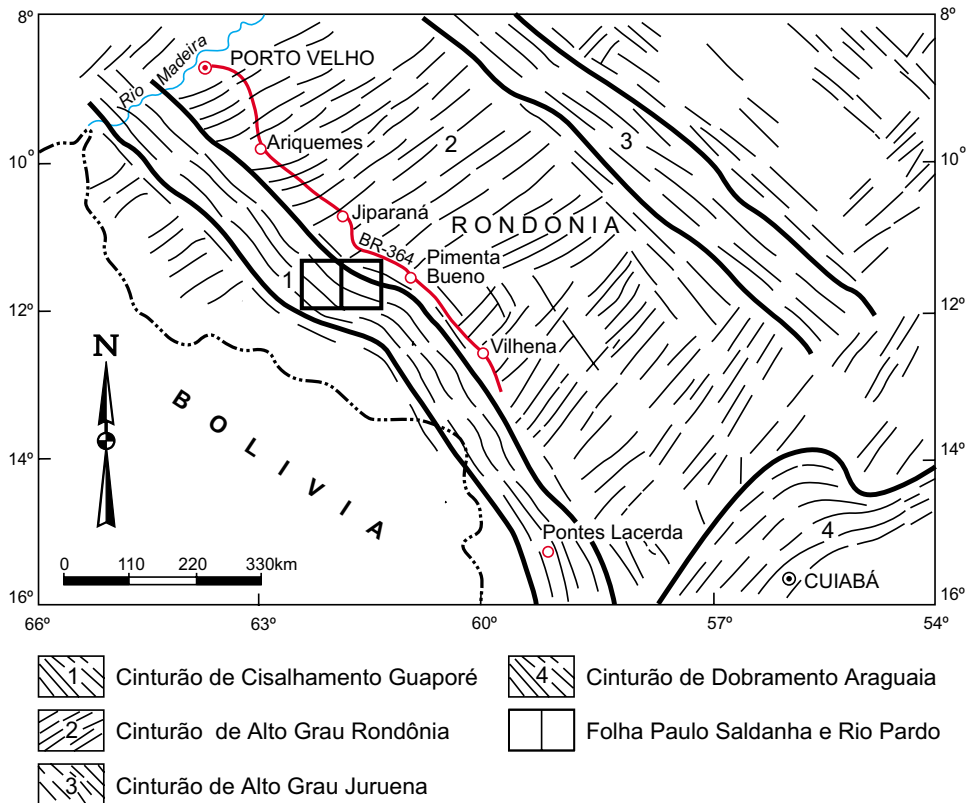 8º
8º
Rio Madeira
PORTO VELHO
Ariquemes
2
3
10º
10º
Jiparaná
RONDÔNIA
BR-364
Pimenta
Bueno
1
12º
12º
Vilhena
N
BOLIVIA
14º
14º
Pontes Lacerda
4
0 110 220 330km
CUIABÁ
16º
16º
66º 63º 60º 57º 54º
1 Cinturão de Cisalhamento Guaporé
2 Cinturão de Alto Grau Rondônia
3 Cinturão de Alto Grau Juruena
4 Cinturão de Dobramento Araguaia
Folha Paulo Saldanha e Rio Pardo